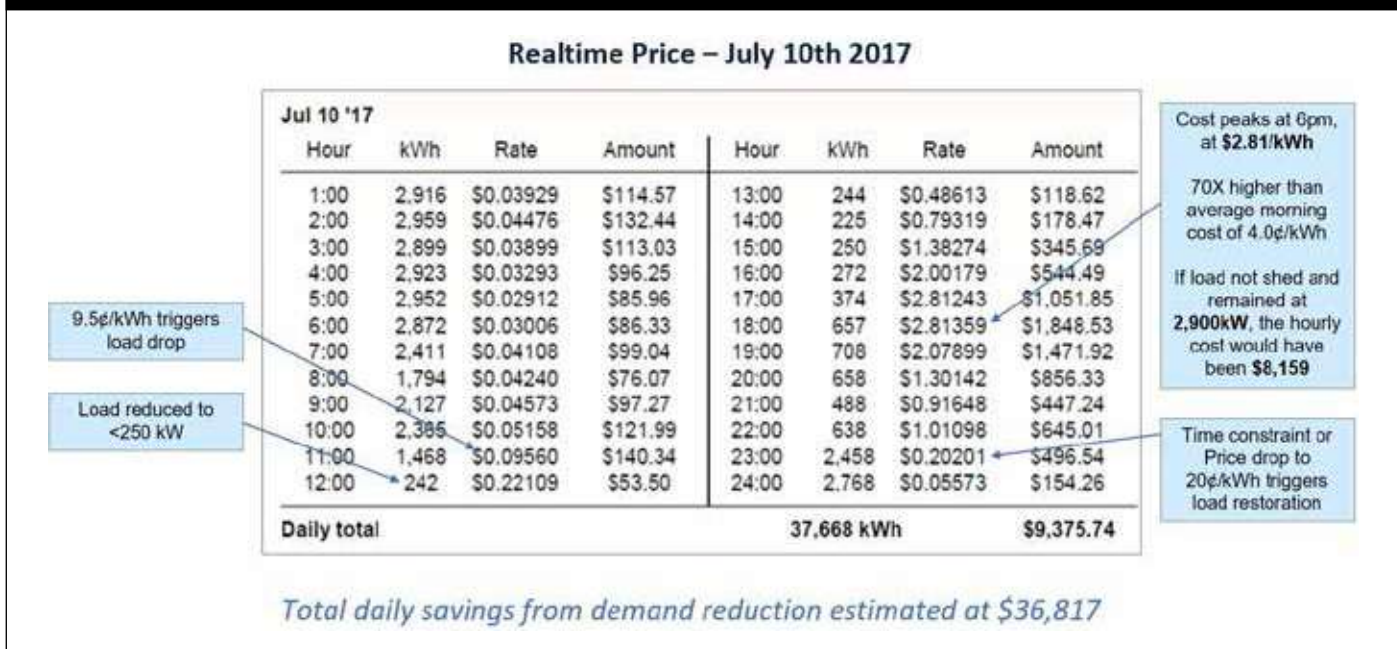 Realtime Price – July 10th 2017
Jul 10 '17
Hour kWh Rate Amount Hour kWh Rate Amount
1:00 2,916 $0.03929 $114.57 13:00 244 $0.48613 $118.62
2:00 2,959 $0.04476 $132.44 14:00 225 $0.79319 $178.47
3:00 2,899 $0.03899 $113.03 15:00 250 $1.38274 $345.69
4:00 2,923 $0.03293 $96.25 16:00 272 $2.00179 $544.49
5:00 2,952 $0.02912 $85.96 17:00 374 $2.81243 $1,051.85
6:00 2,872 $0.03006 $86.33 18:00 657 $2.81359 $1,848.53
7:00 2,411 $0.04108 $99.04 19:00 708 $2.07899 $1,471.92
8:00 1,794 $0.04240 $76.07 20:00 658 $1.30142 $856.33
9:00 2,127 $0.04573 $97.27 21:00 488 $0.91648 $447.24
10:00 2,365 $0.05158 $121.99 22:00 638 $1.01098 $645.01
11:00 1,468 $0.09560 $140.34 23:00 2,458 $0.20201 $496.54
12:00 242 $0.22109 $53.50 24:00 2,768 $0.05573 $154.26
Daily total 37,668 kWh $9,375.74
9.5¢/kWh triggers
load drop
Load reduced to
<250 kW
Cost peaks at 6pm,
at $2.81/kWh
70X higher than
average morning
cost of 4.0¢/kWh
If load not shed and
remained at
2,900kW, the hourly
cost would have
been $8,159
Time constraint or
Price drop to
20¢/kWh triggers
load restoration
Total daily savings from demand reduction estimated at $36,817